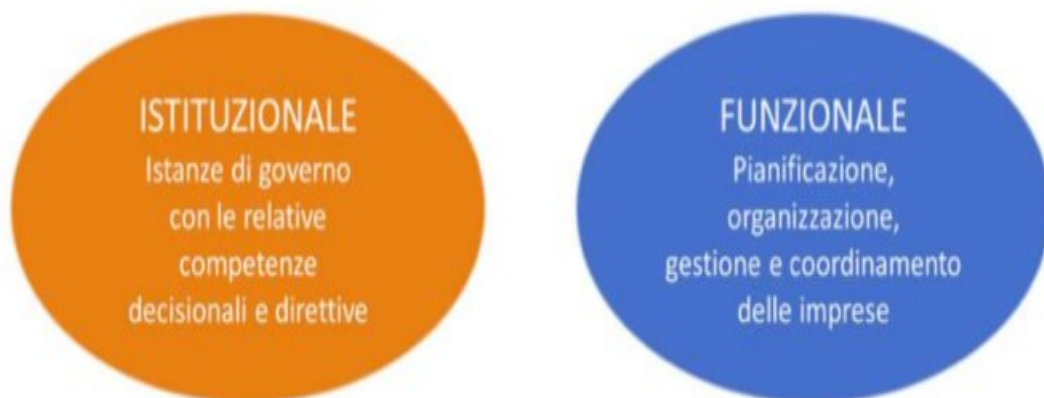 ISTITUZIONALE
Istanze di governo
con le relative
competenze
decisionali e direttive
FUNZIONALE
Pianificazione,
organizzazione,
gestione e coordinamento
delle imprese